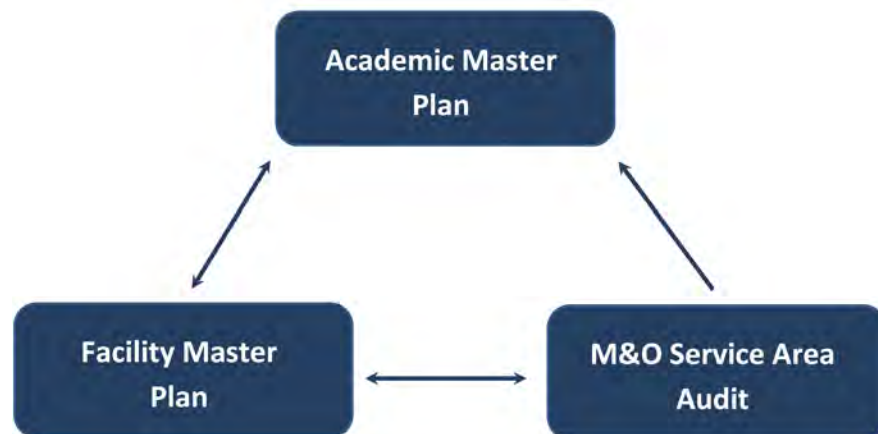 Academic Master
Plan
Facility Master
Plan
M&O Service Area
Audit